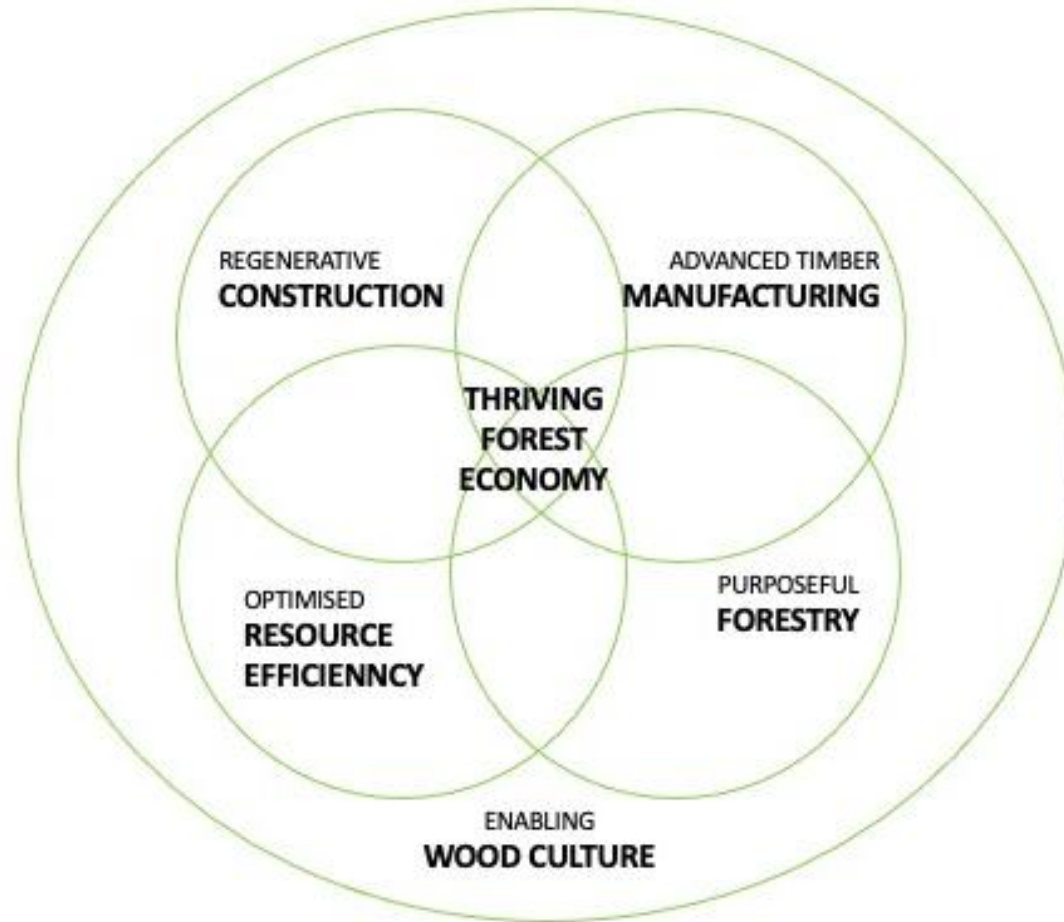 REGENERATIVE
CONSTRUCTION
ADVANCED TIMBER
MANUFACTURING
THRIVING
FOREST
ECONOMY
OPTIMISED
RESOURCE
EFFICIENNCY
PURPOSEFUL
FORESTRY
ENABLING
WOOD CULTURE